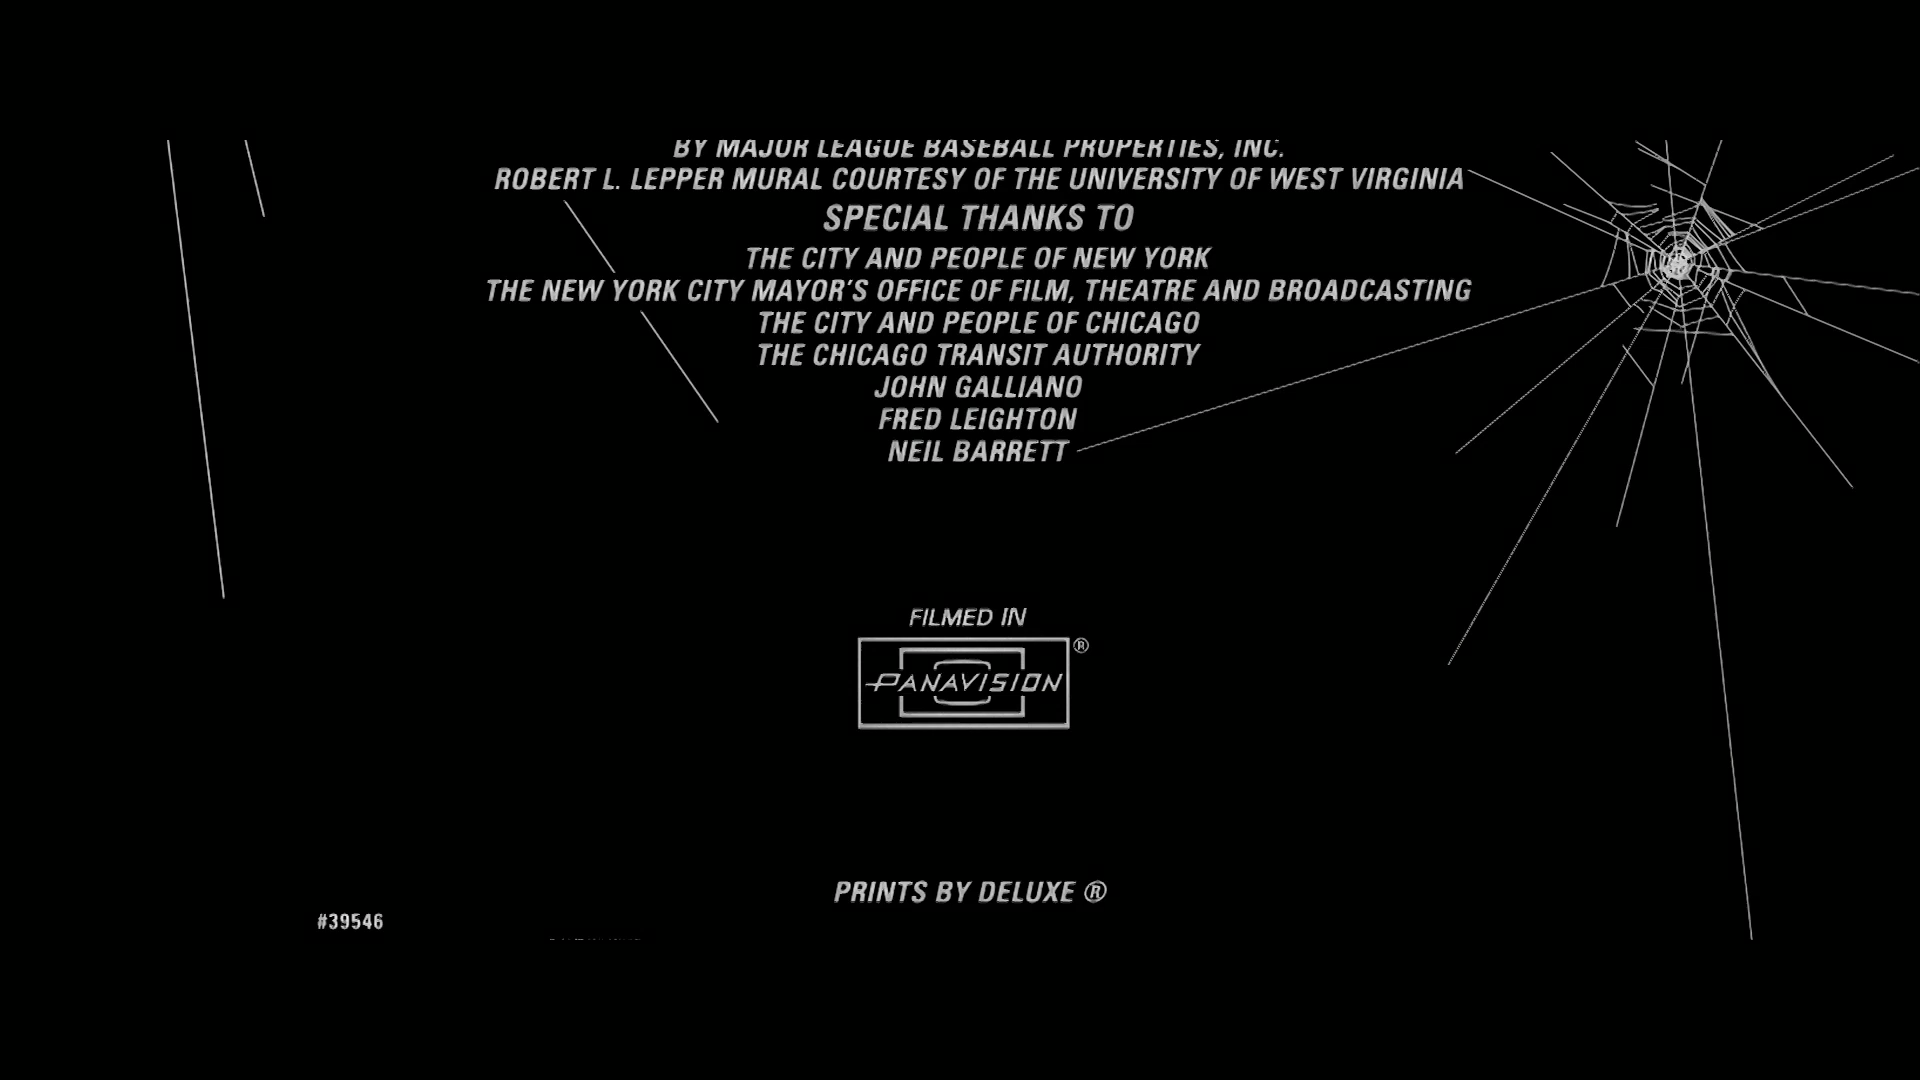 BY MAJOR LEAGUE BASEBALL PROPERTIES, INC.
ROBERT L. LEPPER MURAL COURTESY OF THE UNIVERSITY OF WEST VIRGINIA
SPECIAL THANKS TO
THE CITY AND PEOPLE OF NEW YORK
THE NEW YORK CITY MAYOR'S OFFICE OF FILM, THEATRE AND BROADCASTING
THE CITY AND PEOPLE OF CHICAGO
THE CHICAGO TRANSIT AUTHORITY
JOHN GALLIANO
FRED LEIGHTON
NEIL BARRETT
FILMED IN
PANAVISION ®
PRINTS BY DELUXE ®
#39546